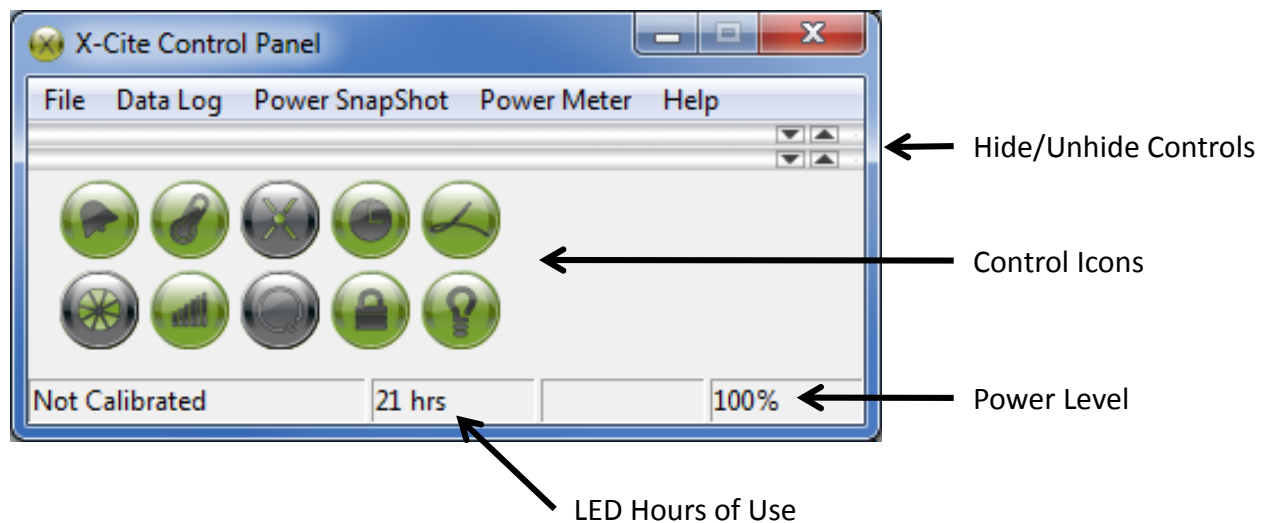 X-Cite Control Panel
File Data Log Power SnapShot Power Meter Help
Hide/Unhide Controls
Control Icons
Not Calibrated 21 hrs 100%
Power Level
LED Hours of Use